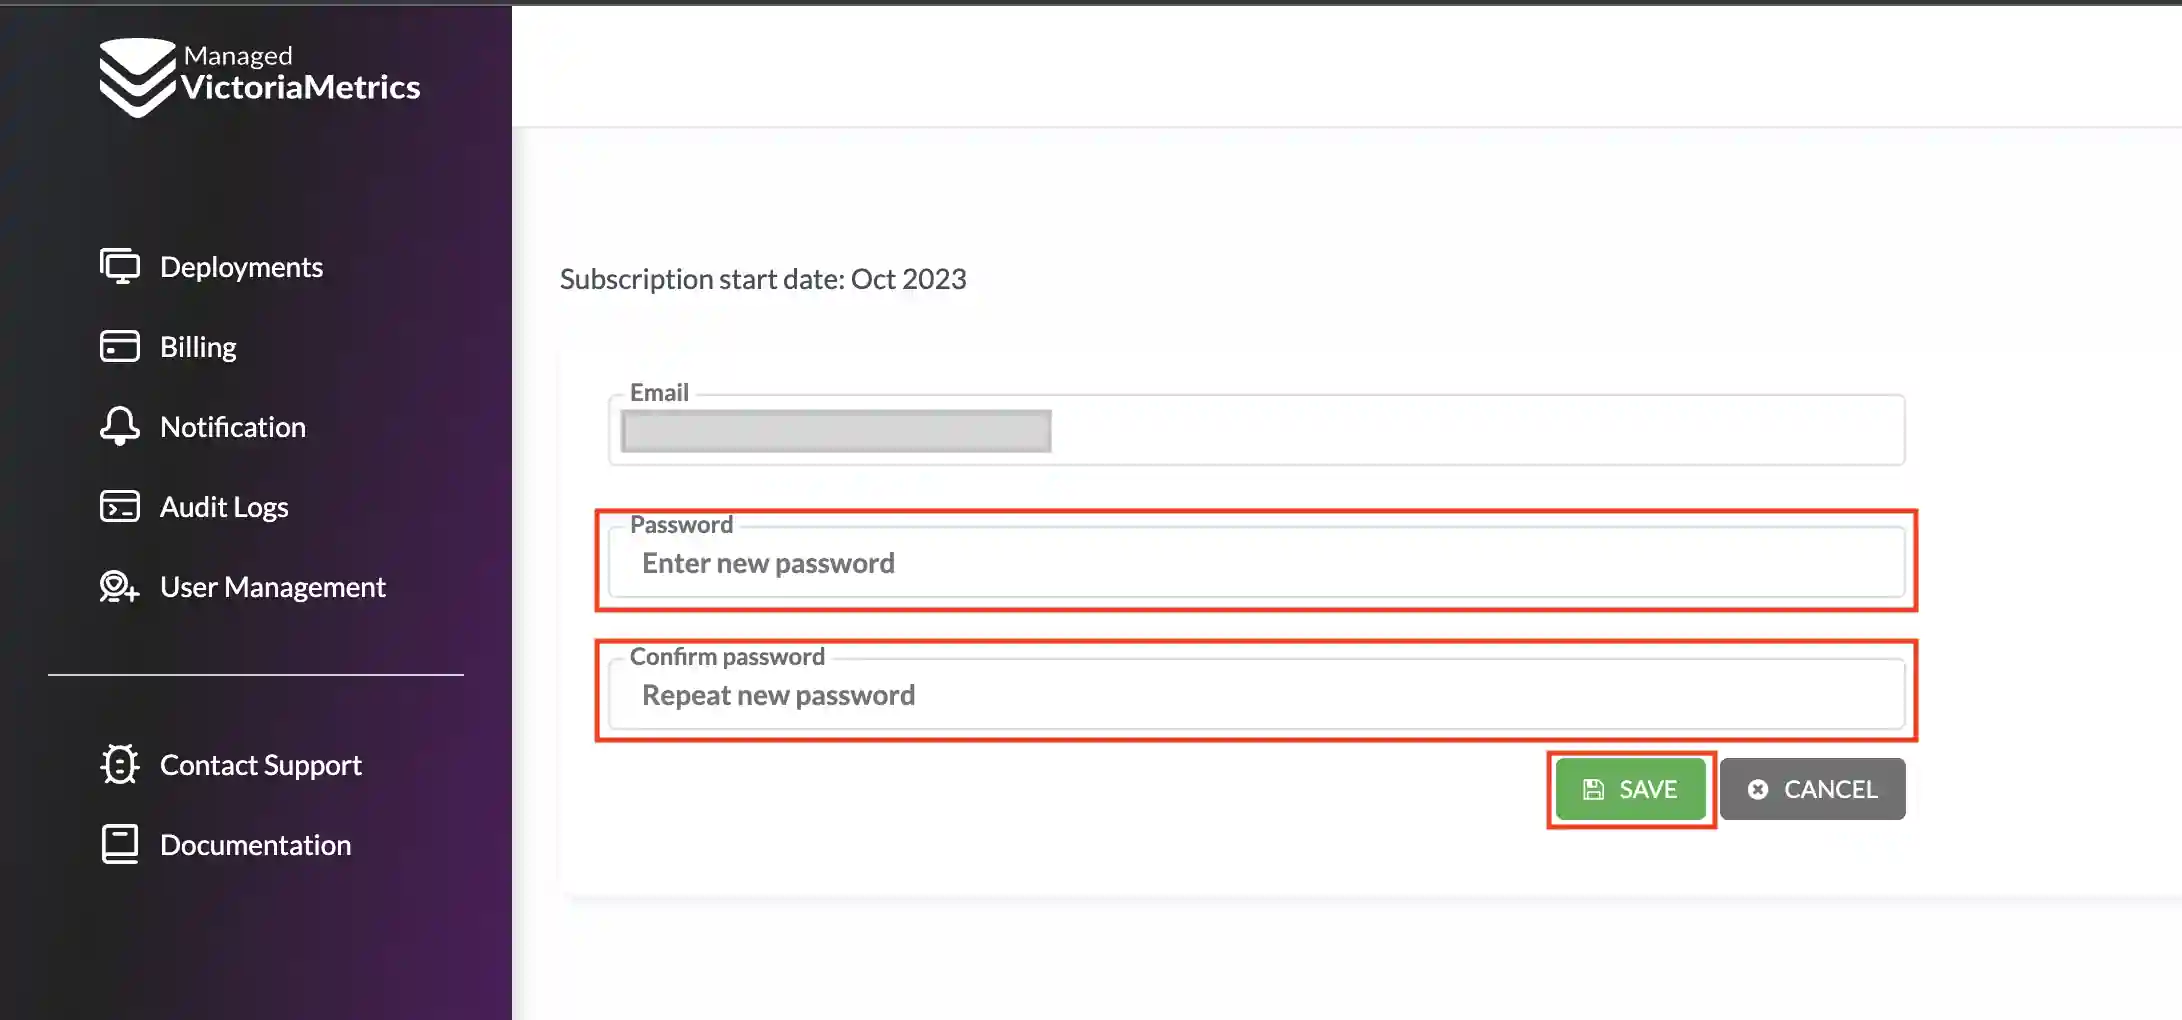 Managed
VictoriaMetrics
Deployments
Billing
Notification
Audit Logs
User Management
Contact Support
Documentation
Subscription start date: Oct 2023
Email
Password
Enter new password
Confirm password
Repeat new password
SAVE
CANCEL